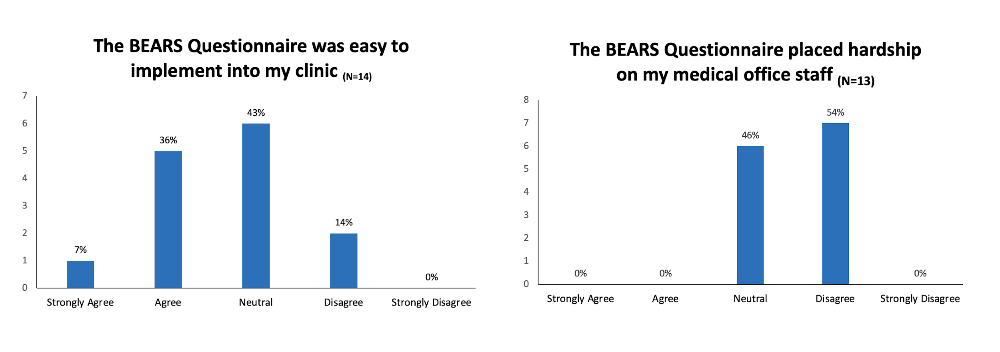 The BEARS Questionnaire was easy to
implement into my clinic (N=14)
7
6
5
4
3
2
1
0
7%
36%
43%
14%
0%
Strongly Agree
Agree
Neutral
Disagree
Strongly Disagree
The BEARS Questionnaire placed hardship
on my medical office staff (N=13)
8
7
6
5
4
3
2
1
0
0%
0%
46%
54%
0%
Strongly Agree
Agree
Neutral
Disagree
Strongly Disagree